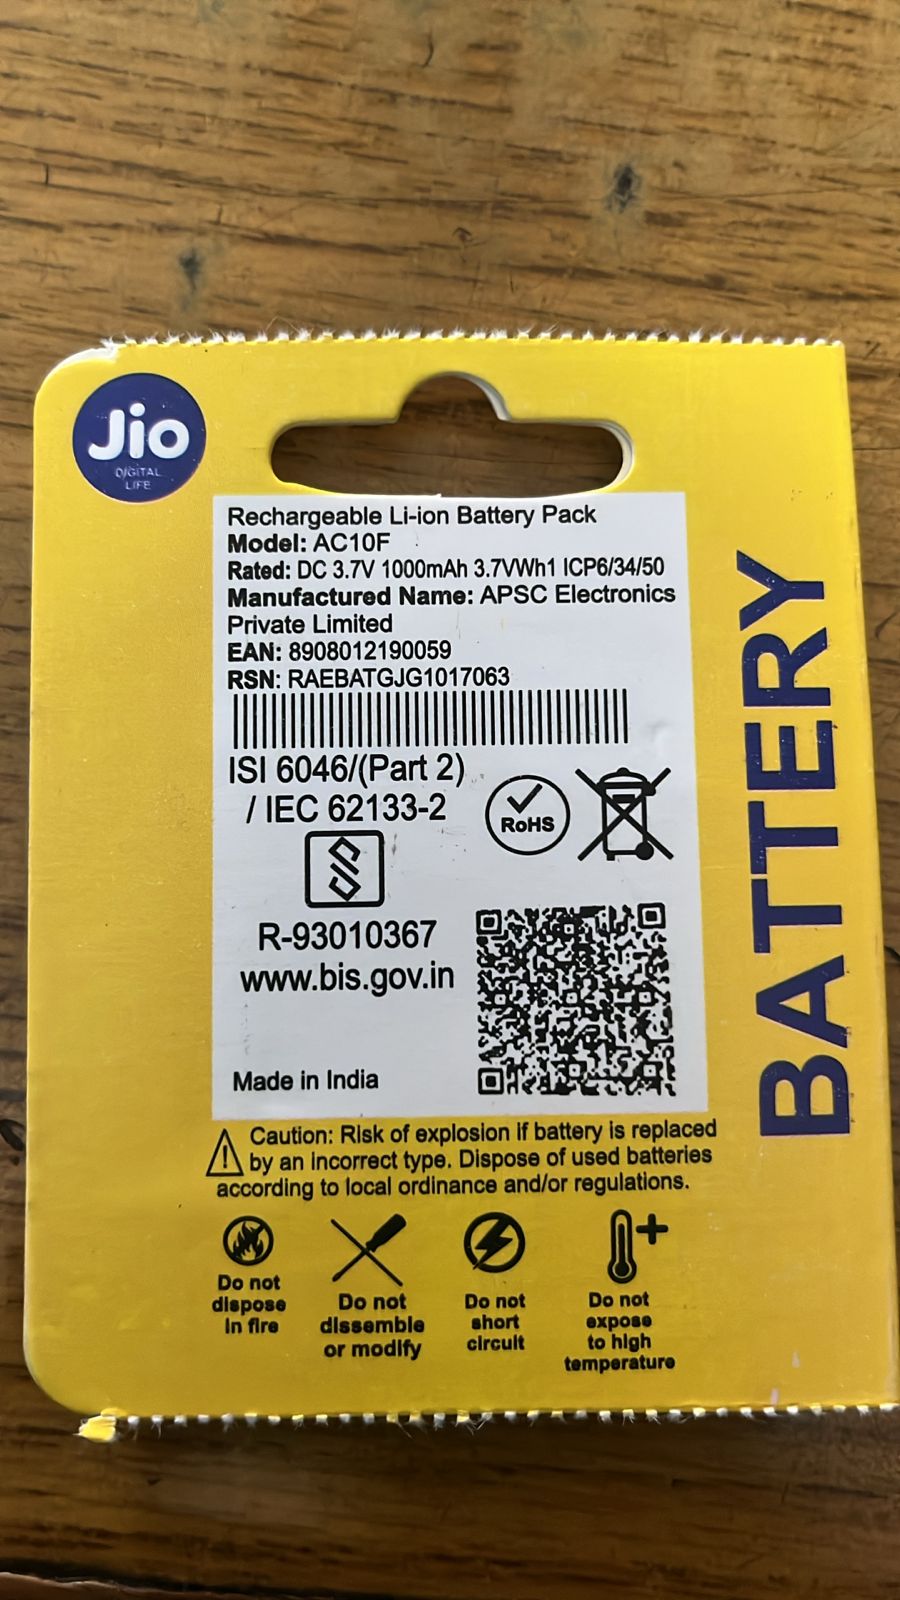 Jio
DIGITAL
LIFE
Rechargeable Li-ion Battery Pack
Model: AC10F
Rated: DC 3.7V 1000mAh 3.7VWh1 ICP6/34/50
Manufactured Name: APSC Electronics
Private Limited
EAN: 8908012190059
RSN: RAEBATGJG1017063
ISI 6046/(Part 2)
/ IEC 62133-2
RoHS
R-93010367
www.bis.gov.in
Made in India
BATTERY
Caution: Risk of explosion if battery is replaced
by an incorrect type. Dispose of used batteries
according to local ordinance and/or regulations.
Do not
dispose
in fire
Do not
dissemble
or modify
Do not
short
circuit
Do not
expose
to high
temperature